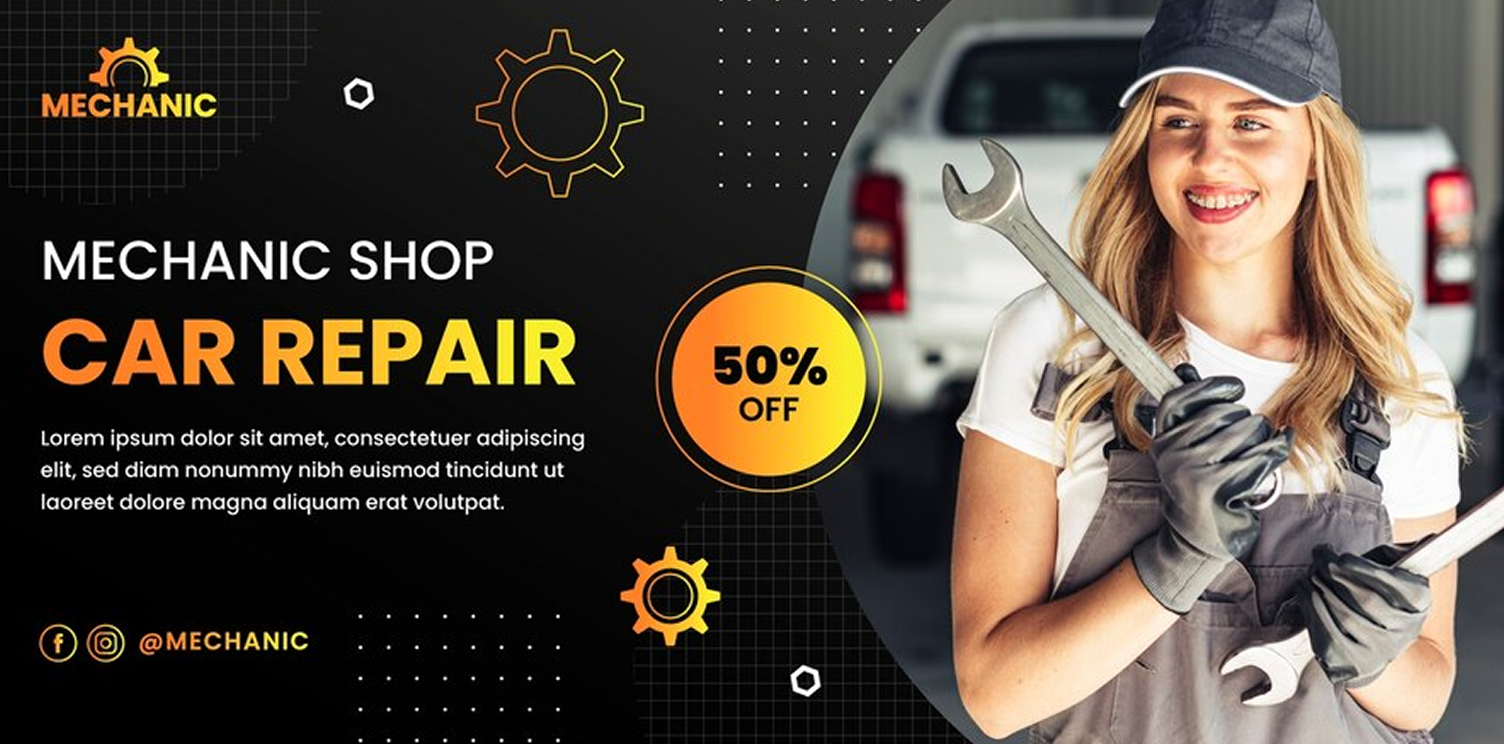 MECHANIC
MECHANIC SHOP
CAR REPAIR
Lorem ipsum dolor sit amet, consectetuer adipiscing
elit, sed diam nonummy nibh euismod tincidunt ut
laoreet dolore magna aliquam erat volutpat.
50%
OFF
@MECHANIC